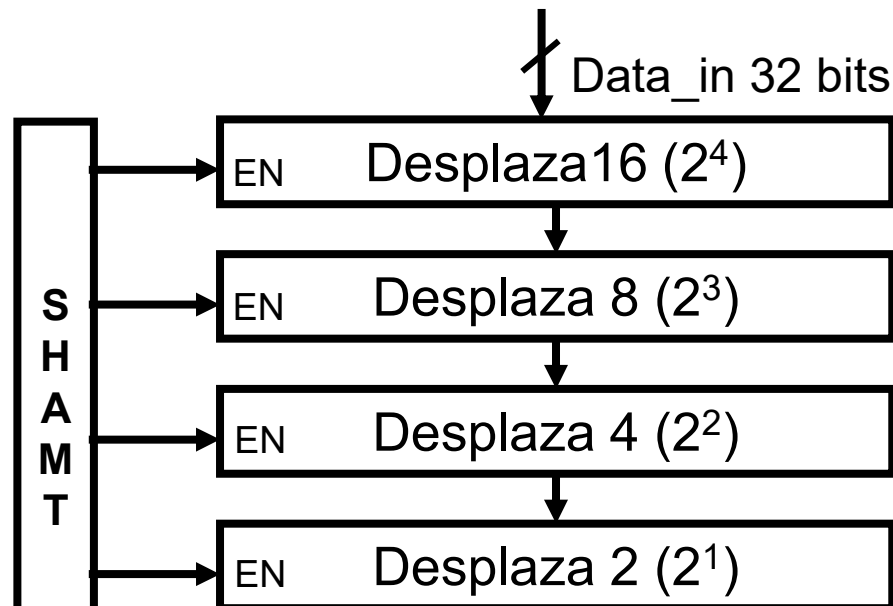 Data_in 32 bits
EN Desplaza16 (2⁴)
EN Desplaza 8 (2³)
EN Desplaza 4 (2²)
EN Desplaza 2 (2¹)
S
H
A
M
T